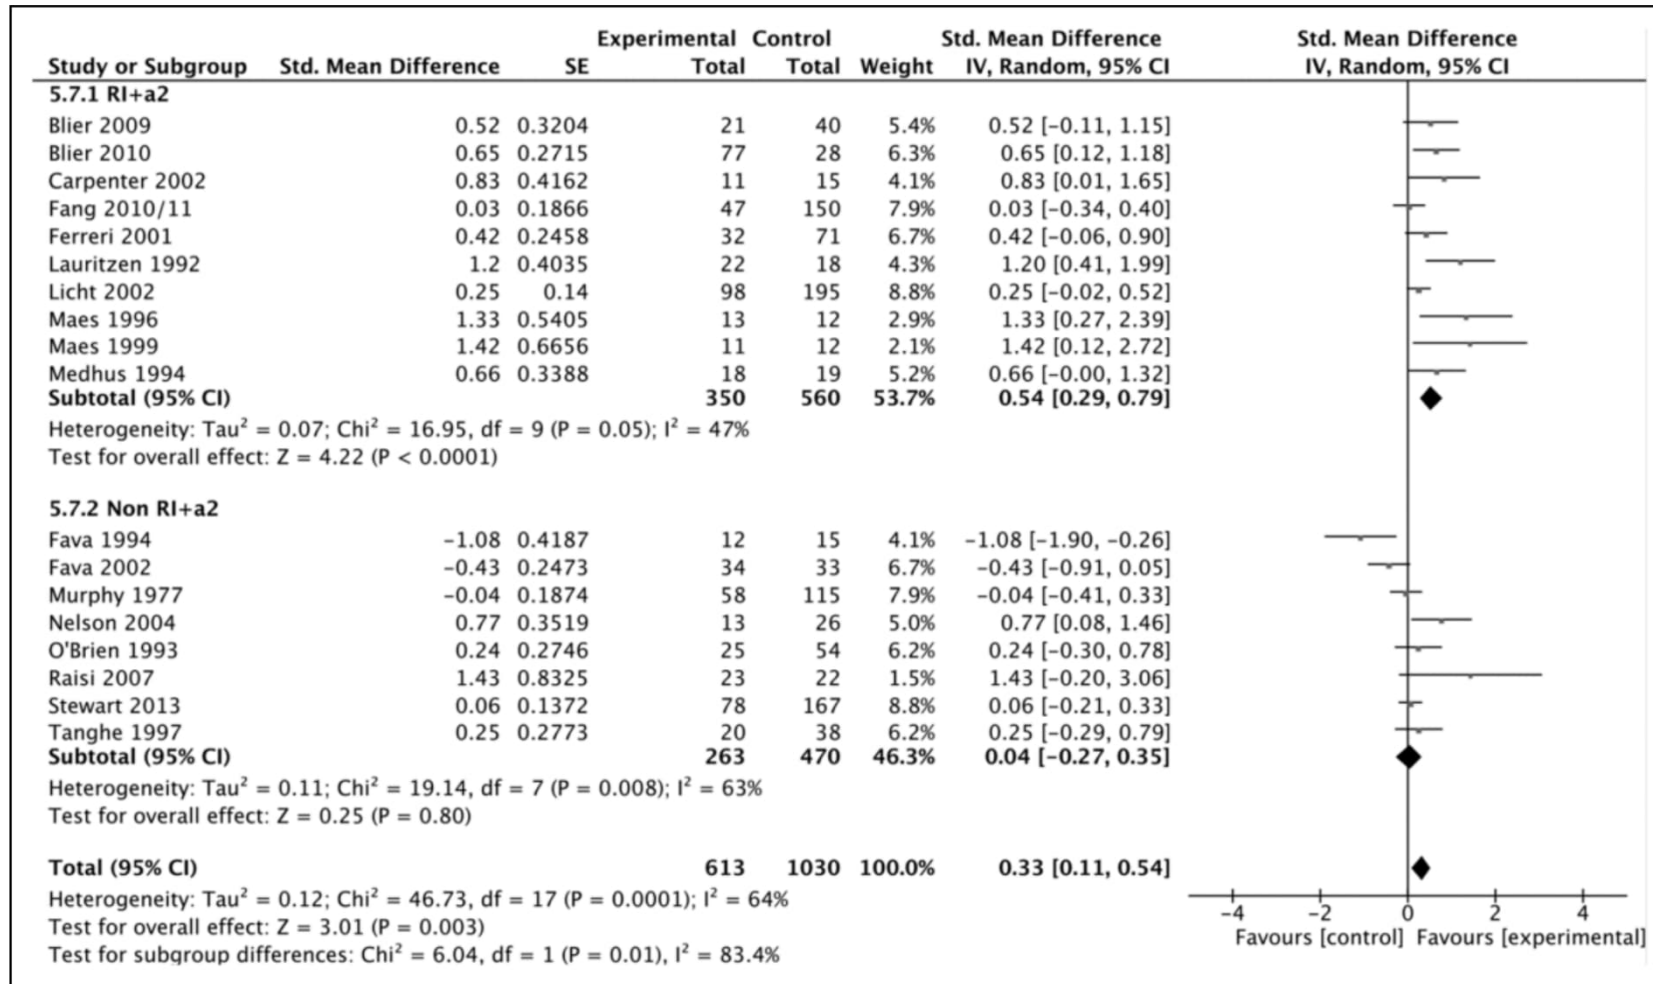 Experimental Control Std. Mean Difference Std. Mean Difference
Study or Subgroup Std. Mean Difference SE Total Total Weight IV, Random, 95% CI IV, Random, 95% CI
5.7.1 RI+a2
Blier 2009 0.52 0.3204 21 40 5.4% 0.52 [−0.11, 1.15]
Blier 2010 0.65 0.2715 77 28 6.3% 0.65 [0.12, 1.18]
Carpenter 2002 0.83 0.4162 11 15 4.1% 0.83 [0.01, 1.65]
Fang 2010/11 0.03 0.1866 47 150 7.9% 0.03 [−0.34, 0.40]
Ferreri 2001 0.42 0.2458 32 71 6.7% 0.42 [−0.06, 0.90]
Lauritzen 1992 1.2 0.4035 22 18 4.3% 1.20 [0.41, 1.99]
Licht 2002 0.25 0.14 98 195 8.8% 0.25 [−0.02, 0.52]
Maes 1996 1.33 0.5405 13 12 2.9% 1.33 [0.27, 2.39]
Maes 1999 1.42 0.6656 11 12 2.1% 1.42 [0.12, 2.72]
Medhus 1994 0.66 0.3388 18 19 5.2% 0.66 [−0.00, 1.32]
Subtotal (95% CI) 350 560 53.7% 0.54 [0.29, 0.79]
Heterogeneity: Tau² = 0.07; Chi² = 16.95, df = 9 (P = 0.05); I² = 47%
Test for overall effect: Z = 4.22 (P < 0.0001)
5.7.2 Non RI+a2
Fava 1994 −1.08 0.4187 12 15 4.1% −1.08 [−1.90, −0.26]
Fava 2002 −0.43 0.2473 34 33 6.7% −0.43 [−0.91, 0.05]
Murphy 1977 −0.04 0.1874 58 115 7.9% −0.04 [−0.41, 0.33]
Nelson 2004 0.77 0.3519 13 26 5.0% 0.77 [0.08, 1.46]
O'Brien 1993 0.24 0.2746 25 54 6.2% 0.24 [−0.30, 0.78]
Raisi 2007 1.43 0.8325 23 22 1.5% 1.43 [−0.20, 3.06]
Stewart 2013 0.06 0.1372 78 167 8.8% 0.06 [−0.21, 0.33]
Tanghe 1997 0.25 0.2773 20 38 6.2% 0.25 [−0.29, 0.79]
Subtotal (95% CI) 263 470 46.3% 0.04 [−0.27, 0.35]
Heterogeneity: Tau² = 0.11; Chi² = 19.14, df = 7 (P = 0.008); I² = 63%
Test for overall effect: Z = 0.25 (P = 0.80)
Total (95% CI) 613 1030 100.0% 0.33 [0.11, 0.54]
Heterogeneity: Tau² = 0.12; Chi² = 46.73, df = 17 (P = 0.0001); I² = 64%
Test for overall effect: Z = 3.01 (P = 0.003)
Test for subgroup differences: Chi² = 6.04, df = 1 (P = 0.01), I² = 83.4%
−4 −2 0 2 4
Favours [control] Favours [experimental]